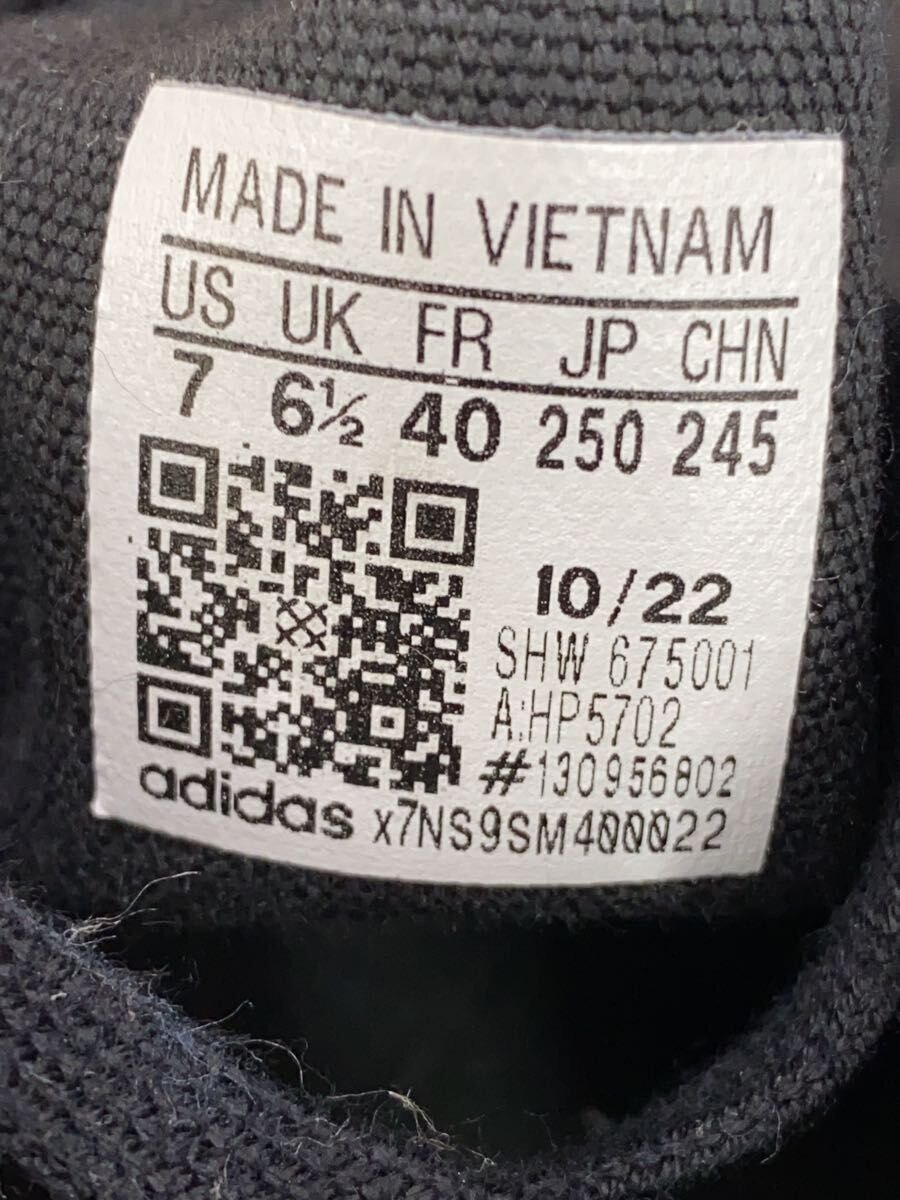 MADE IN VIETNAM
US UK FR JP CHN
7 6½ 40 250 245
10/22
SHW 675001
A:HP5702
#130956802
adidas x7NS9SM400022